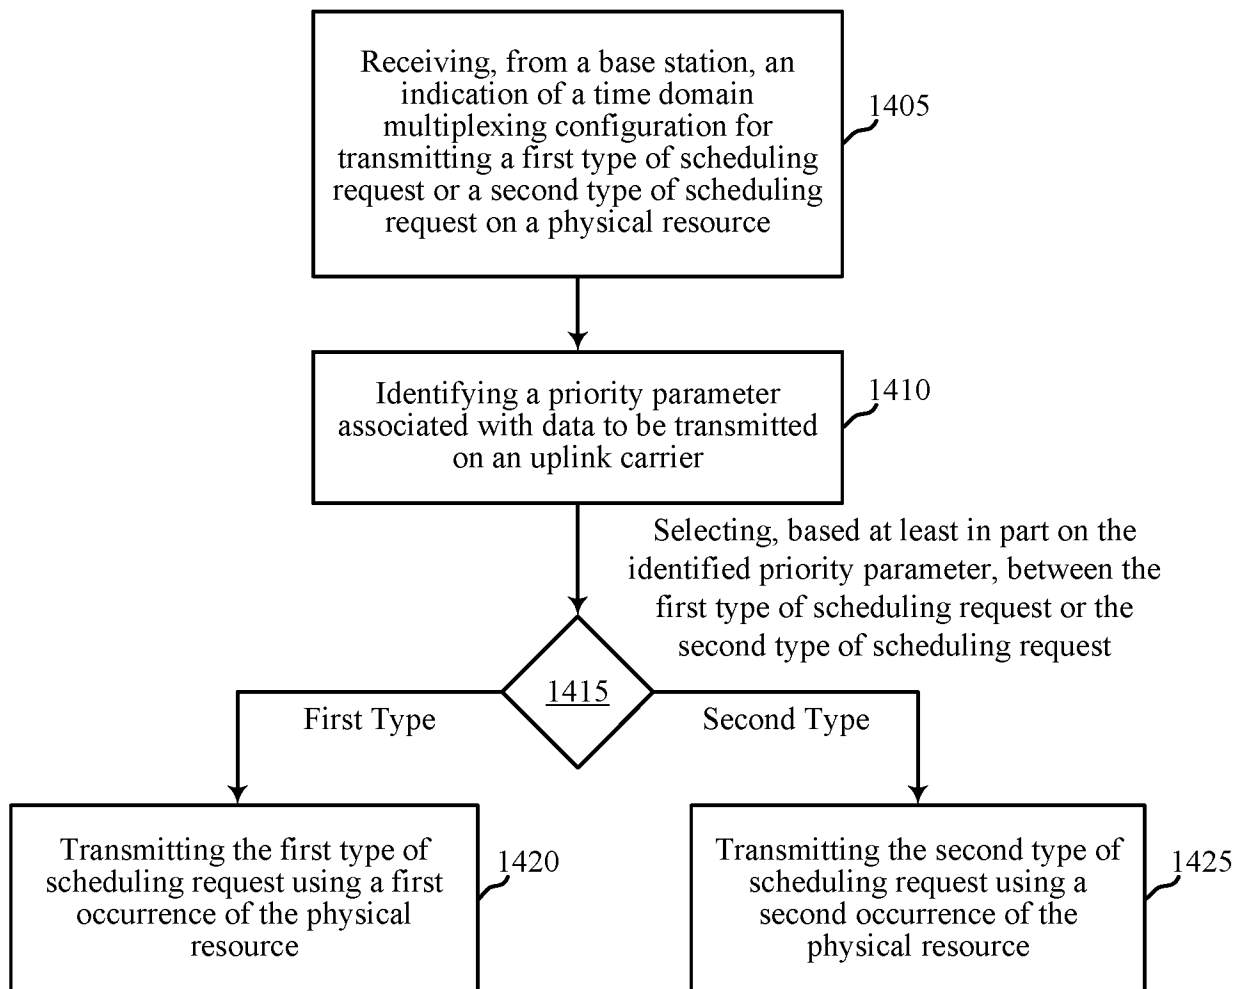 Receiving, from a base station, an
indication of a time domain
multiplexing configuration for
transmitting a first type of scheduling
request or a second type of scheduling
request on a physical resource
1405
Identifying a priority parameter
associated with data to be transmitted
on an uplink carrier
1410
Selecting, based at least in part on the
identified priority parameter, between the
first type of scheduling request or the
second type of scheduling request
1415
First Type
Second Type
Transmitting the first type of
scheduling request using a first
occurrence of the physical
resource
1420
Transmitting the second type of
scheduling request using a
second occurrence of the
physical resource
1425